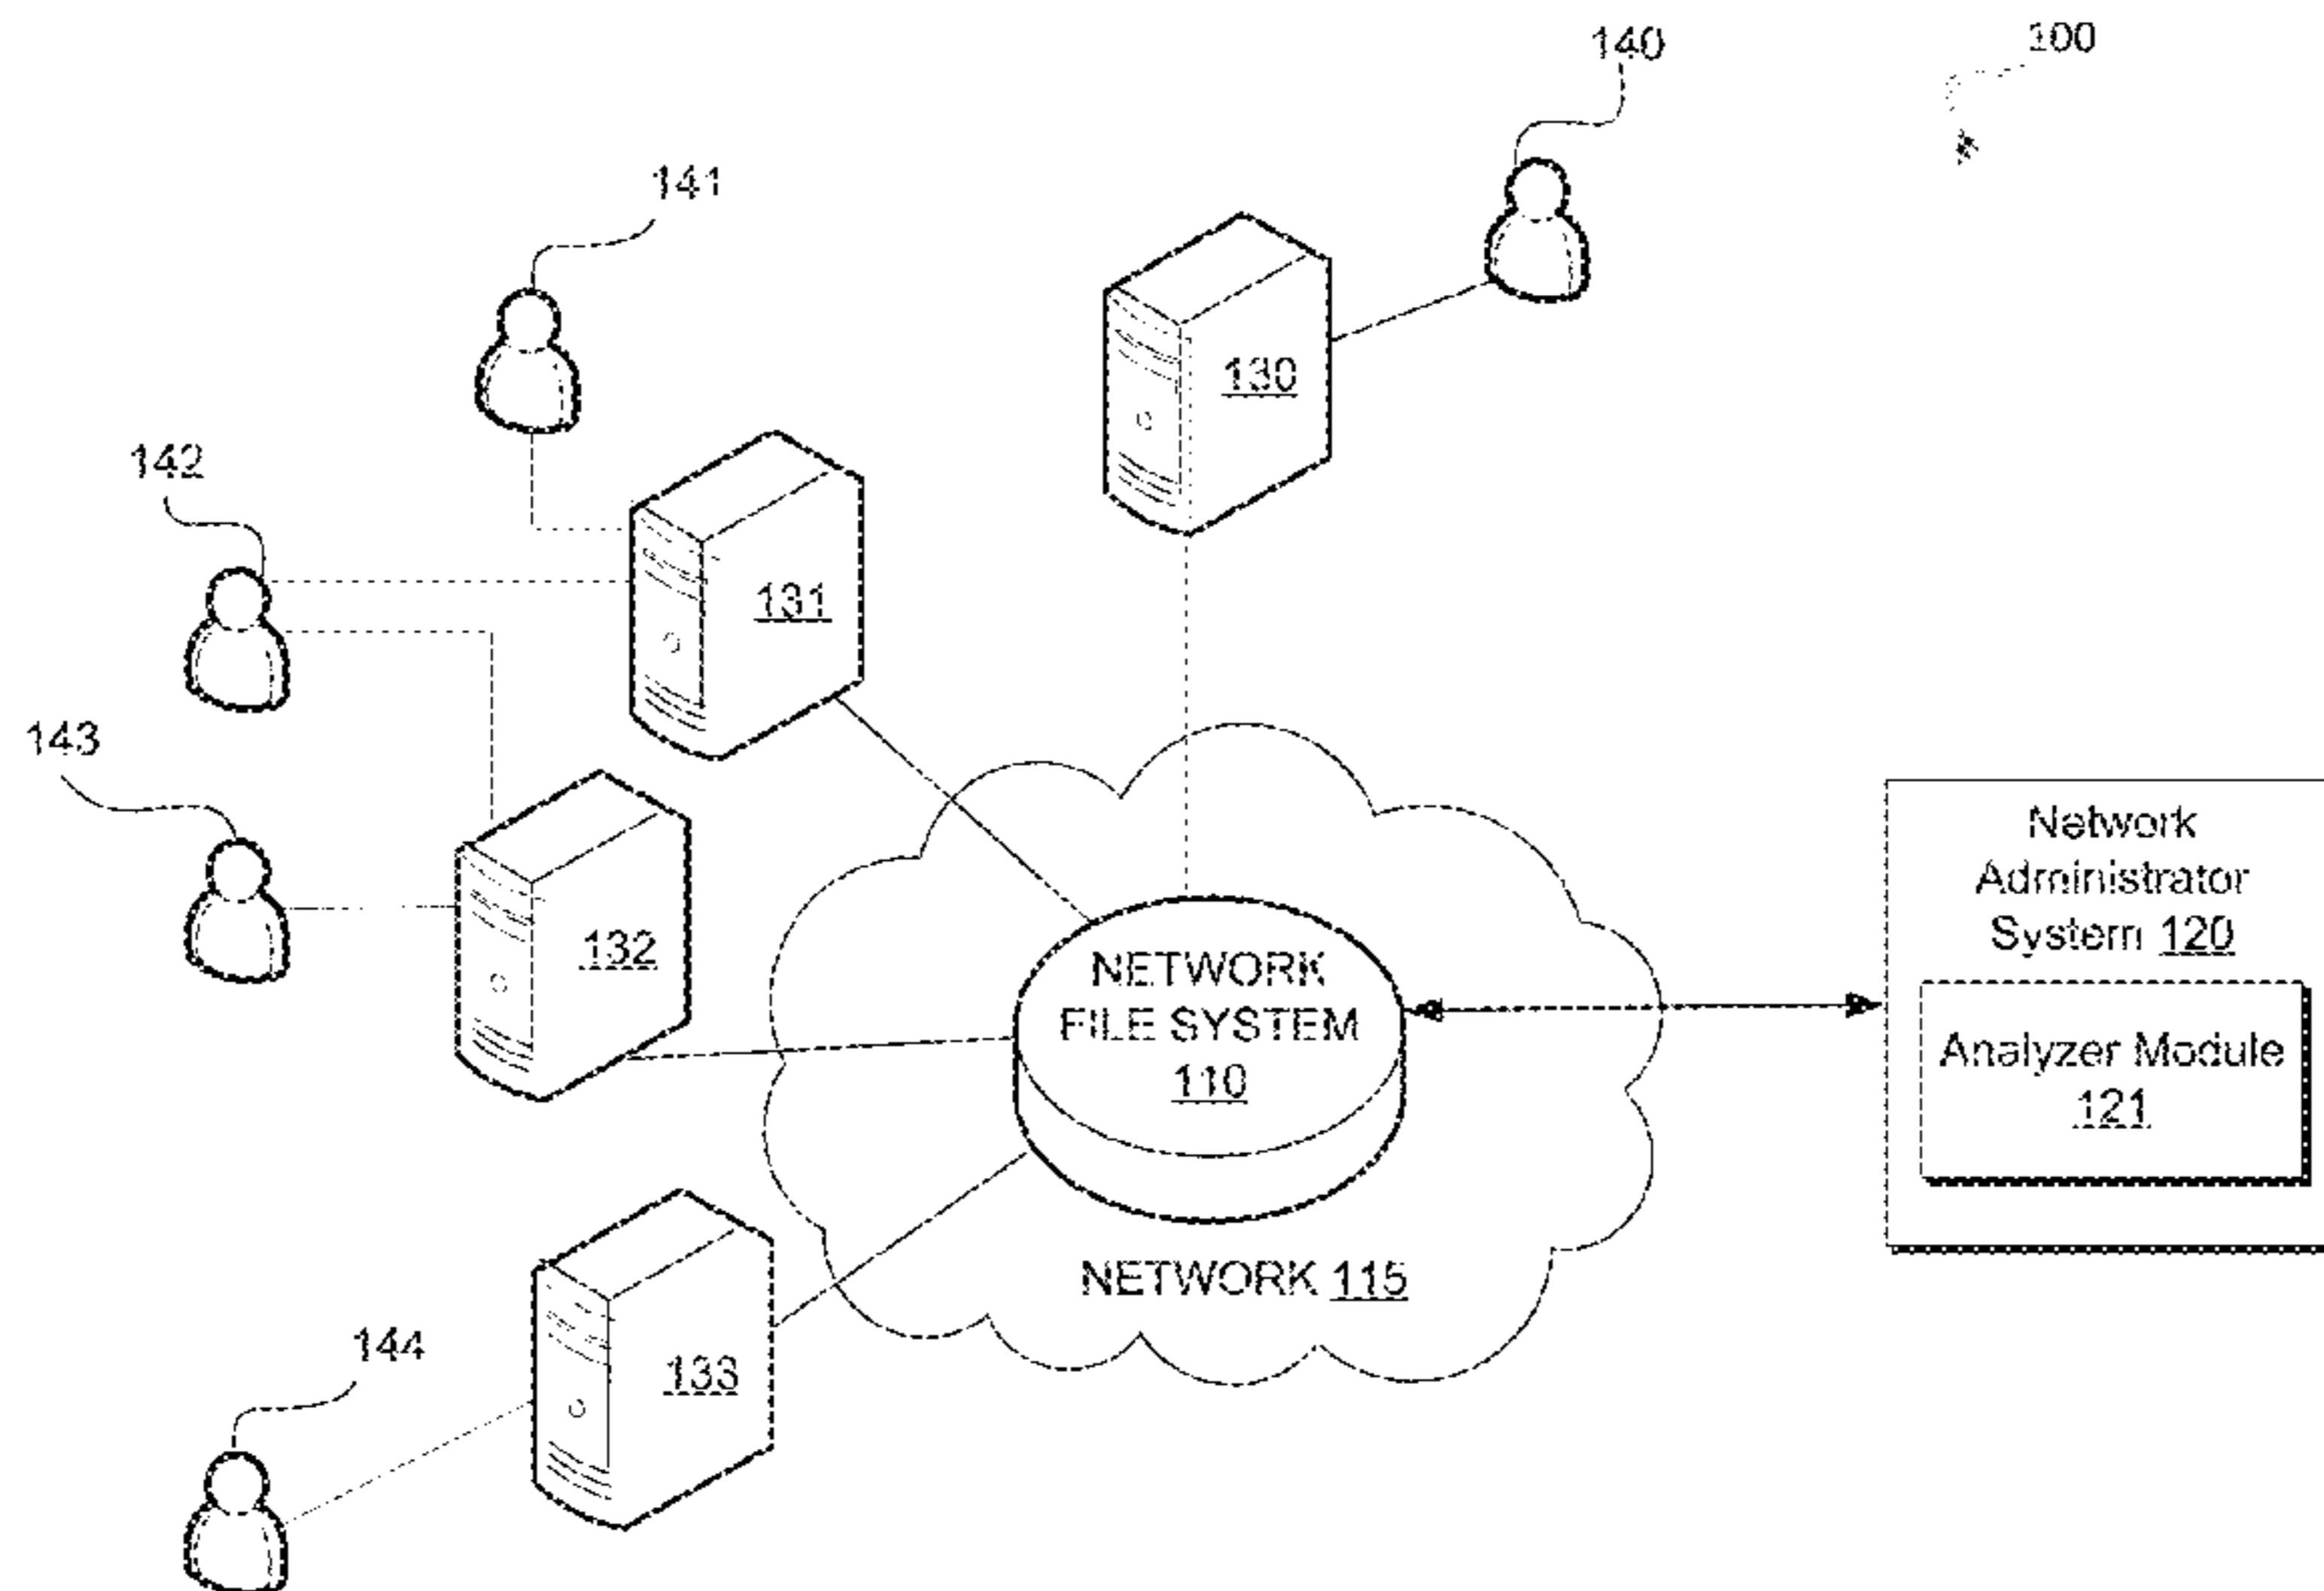 100
140
141
130
142
131
143
132
NETWORK
FILE SYSTEM
110
Network
Administrator
System 120
Analyzer Module
121
NETWORK 115
133
144